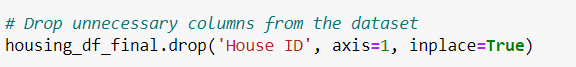 # Drop unnecessary columns from the dataset
housing_df_final.drop('House ID', axis=1, inplace=True)